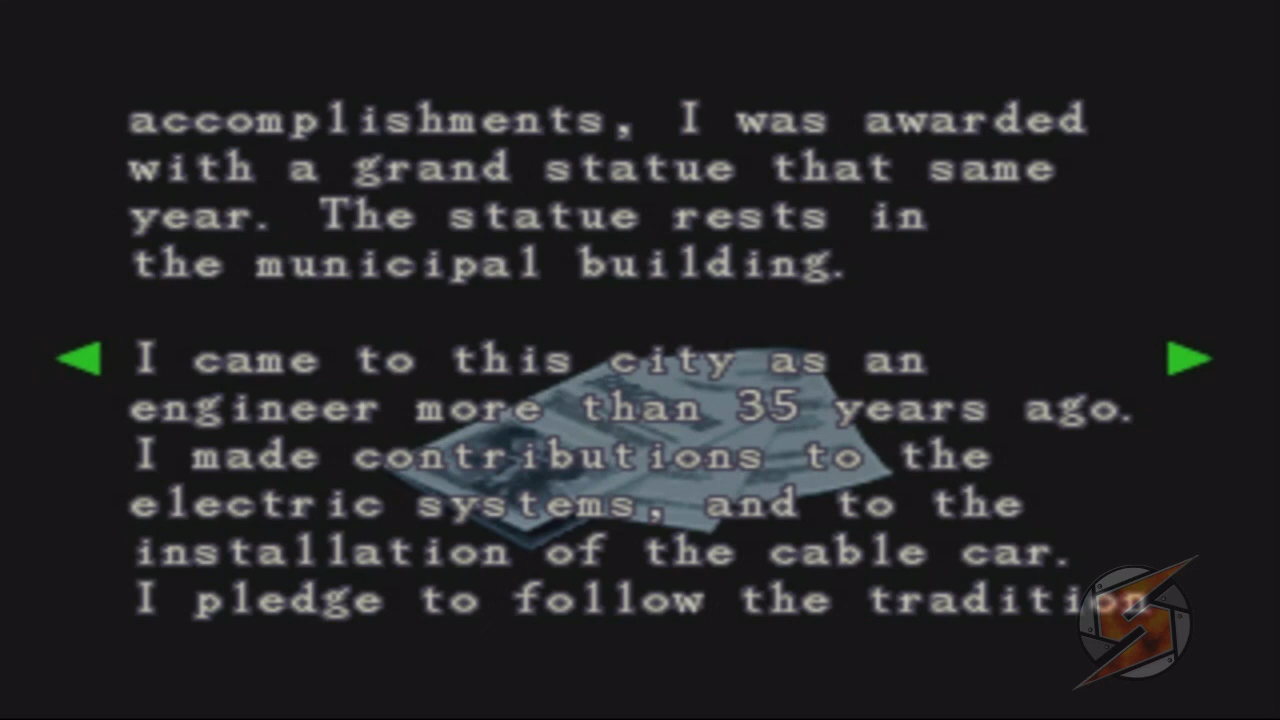 accomplishments, I was awarded
with a grand statue that same
year. The statue rests in
the municipal building.
I came to this city as an
engineer more than 35 years ago.
I made contributions to the
electric systems, and to the
installation of the cable car.
I pledge to follow the tradition